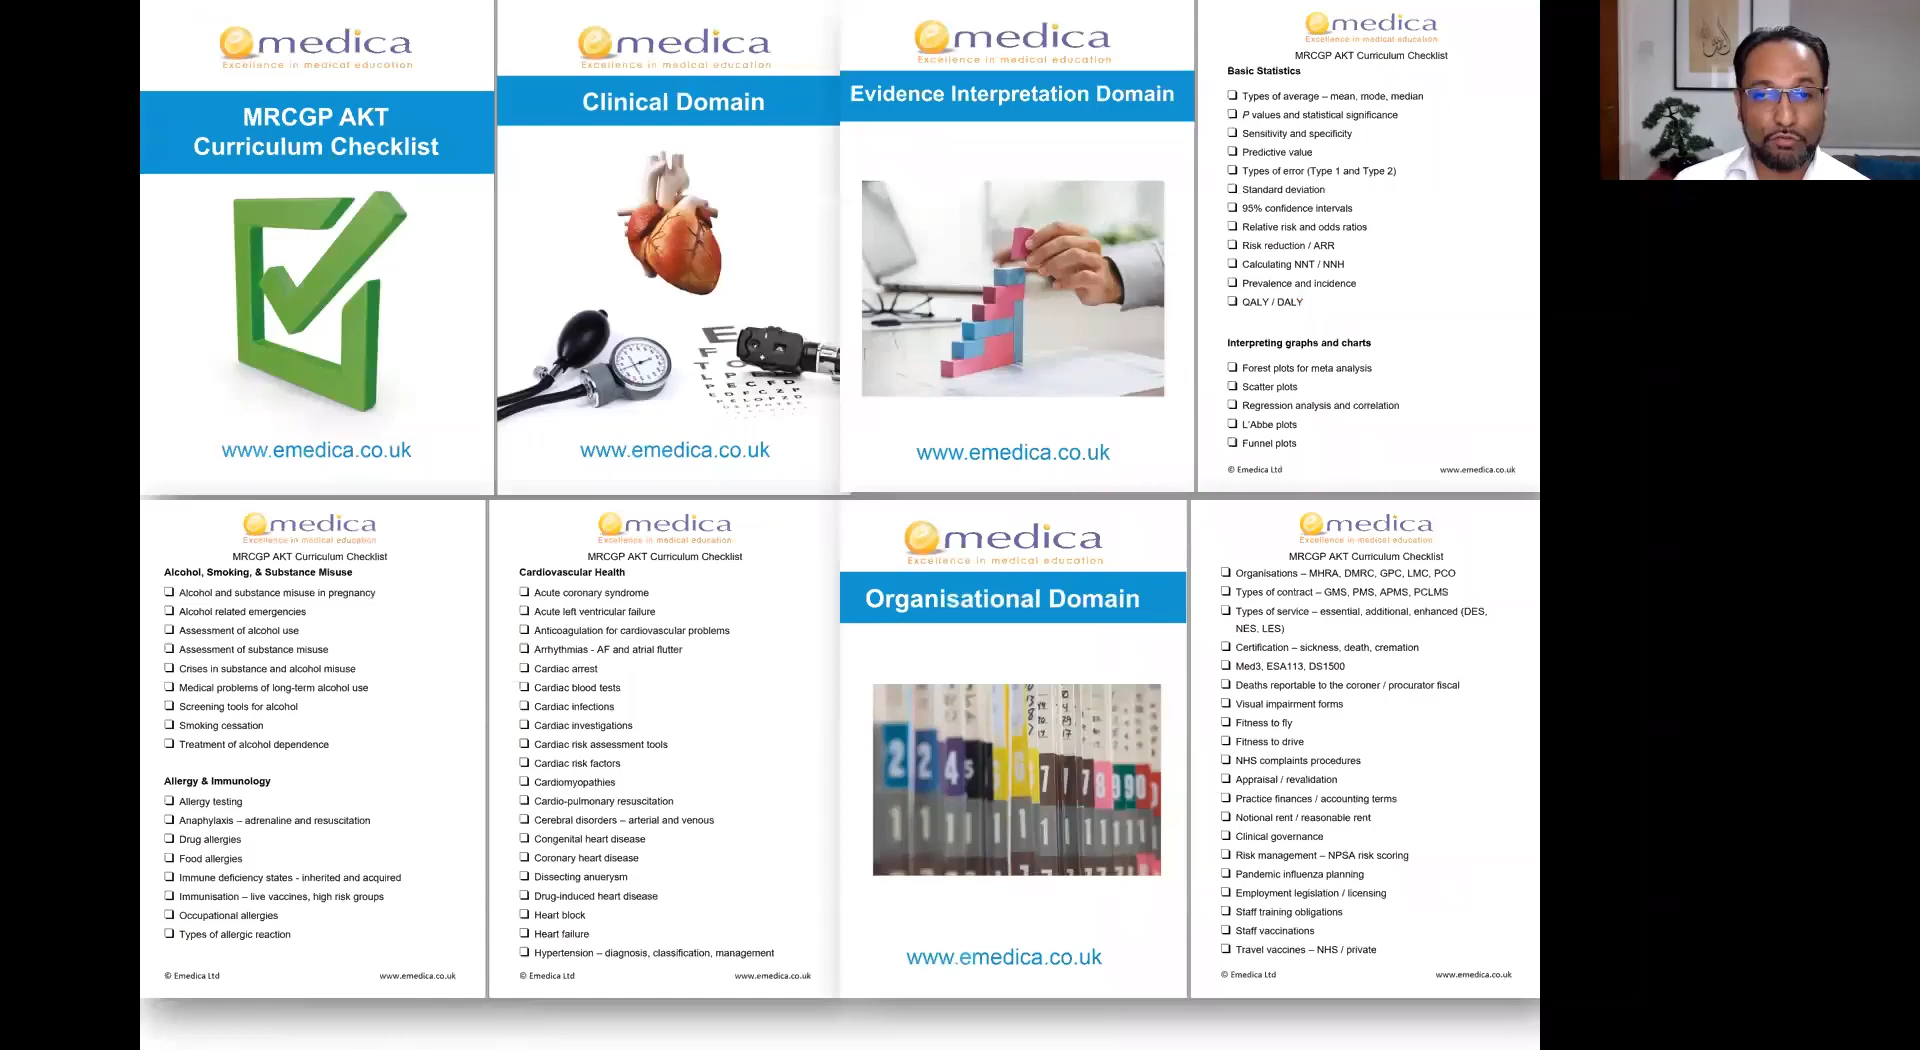 emedica
Excellence in medical education
MRCGP AKT
Curriculum Checklist
www.emedica.co.uk
emedica
Excellence in medical education
Clinical Domain
www.emedica.co.uk
emedica
Excellence in medical education
Evidence Interpretation Domain
www.emedica.co.uk
emedica
Excellence in medical education
MRCGP AKT Curriculum Checklist
Basic Statistics
Types of average – mean, mode, median
P values and statistical significance
Sensitivity and specificity
Predictive value
Types of error (Type 1 and Type 2)
Standard deviation
95% confidence intervals
Relative risk and odds ratios
Risk reduction / ARR
Calculating NNT / NNH
Prevalence and incidence
QALY / DALY
Interpreting graphs and charts
Forest plots for meta analysis
Scatter plots
Regression analysis and correlation
L'Abbe plots
Funnel plots
© Emedica Ltd
www.emedica.co.uk
emedica
Excellence in medical education
MRCGP AKT Curriculum Checklist
Alcohol, Smoking, & Substance Misuse
Alcohol and substance misuse in pregnancy
Alcohol related emergencies
Assessment of alcohol use
Assessment of substance misuse
Crises in substance and alcohol misuse
Medical problems of long-term alcohol use
Screening tools for alcohol
Smoking cessation
Treatment of alcohol dependence
Allergy & Immunology
Allergy testing
Anaphylaxis – adrenaline and resuscitation
Drug allergies
Food allergies
Immune deficiency states - inherited and acquired
Immunisation – live vaccines, high risk groups
Occupational allergies
Types of allergic reaction
© Emedica Ltd
www.emedica.co.uk
emedica
Excellence in medical education
MRCGP AKT Curriculum Checklist
Cardiovascular Health
Acute coronary syndrome
Acute left ventricular failure
Anticoagulation for cardiovascular problems
Arrhythmias - AF and atrial flutter
Cardiac arrest
Cardiac blood tests
Cardiac infections
Cardiac investigations
Cardiac risk assessment tools
Cardiac risk factors
Cardiomyopathies
Cardio-pulmonary resuscitation
Cerebral disorders – arterial and venous
Congenital heart disease
Coronary heart disease
Dissecting anuerysm
Drug-induced heart disease
Heart block
Heart failure
Hypertension – diagnosis, classification, management
© Emedica Ltd
www.emedica.co.uk
emedica
Excellence in medical education
Organisational Domain
www.emedica.co.uk
emedica
Excellence in medical education
MRCGP AKT Curriculum Checklist
Organisations – MHRA, DMRC, GPC, LMC, PCO
Types of contract – GMS, PMS, APMS, PCLMS
Types of service – essential, additional, enhanced (DES,
NES, LES)
Certification – sickness, death, cremation
Med3, ESA113, DS1500
Deaths reportable to the coroner / procurator fiscal
Visual impairment forms
Fitness to fly
Fitness to drive
NHS complaints procedures
Appraisal / revalidation
Practice finances / accounting terms
Notional rent / reasonable rent
Clinical governance
Risk management – NPSA risk scoring
Pandemic influenza planning
Employment legislation / licensing
Staff training obligations
Staff vaccinations
Travel vaccines – NHS / private
© Emedica Ltd
www.emedica.co.uk